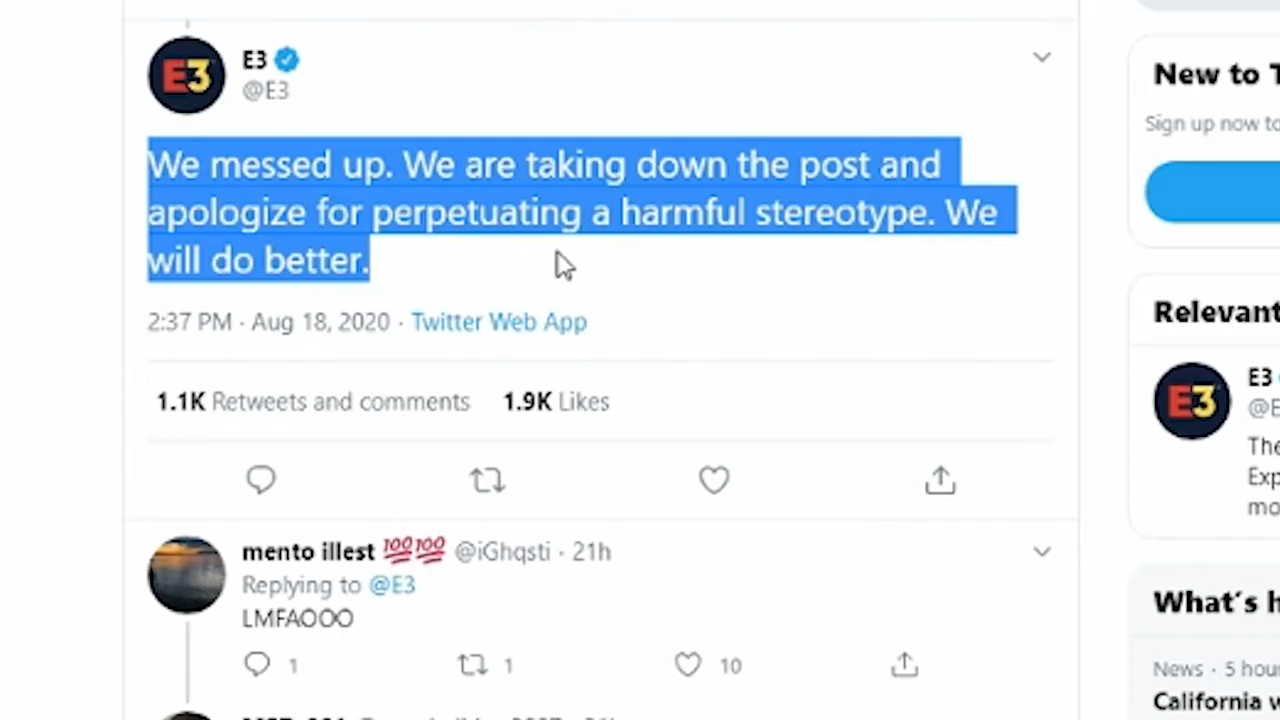 E3
@E3
We messed up. We are taking down the post and
apologize for perpetuating a harmful stereotype. We
will do better.
2:37 PM · Aug 18, 2020 · Twitter Web App
1.1K Retweets and comments 1.9K Likes
mento illest 💯💯 @iGhqsti · 21h
Replying to @E3
LMFAOOO
1 1 10
New to
Sign up now to
Relevant
E3
E3
The
Exp
mo
What's h
News · 5 hou
California